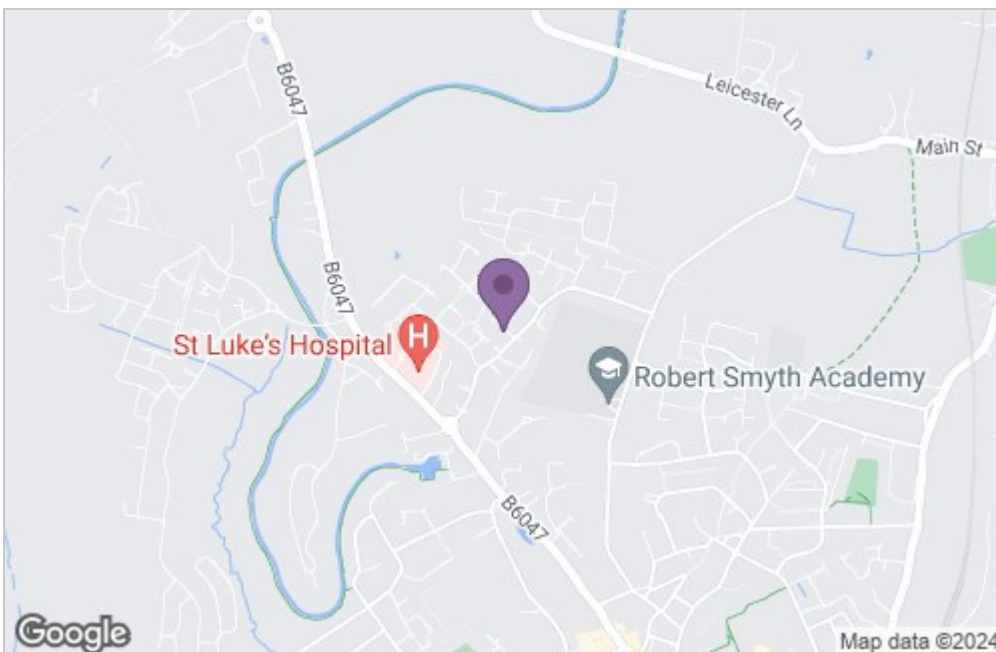 B6047
Leicester Ln
Main St
B6047
St Luke's Hospital
H
Robert Smyth Academy
B6047
Google
Map data ©2024